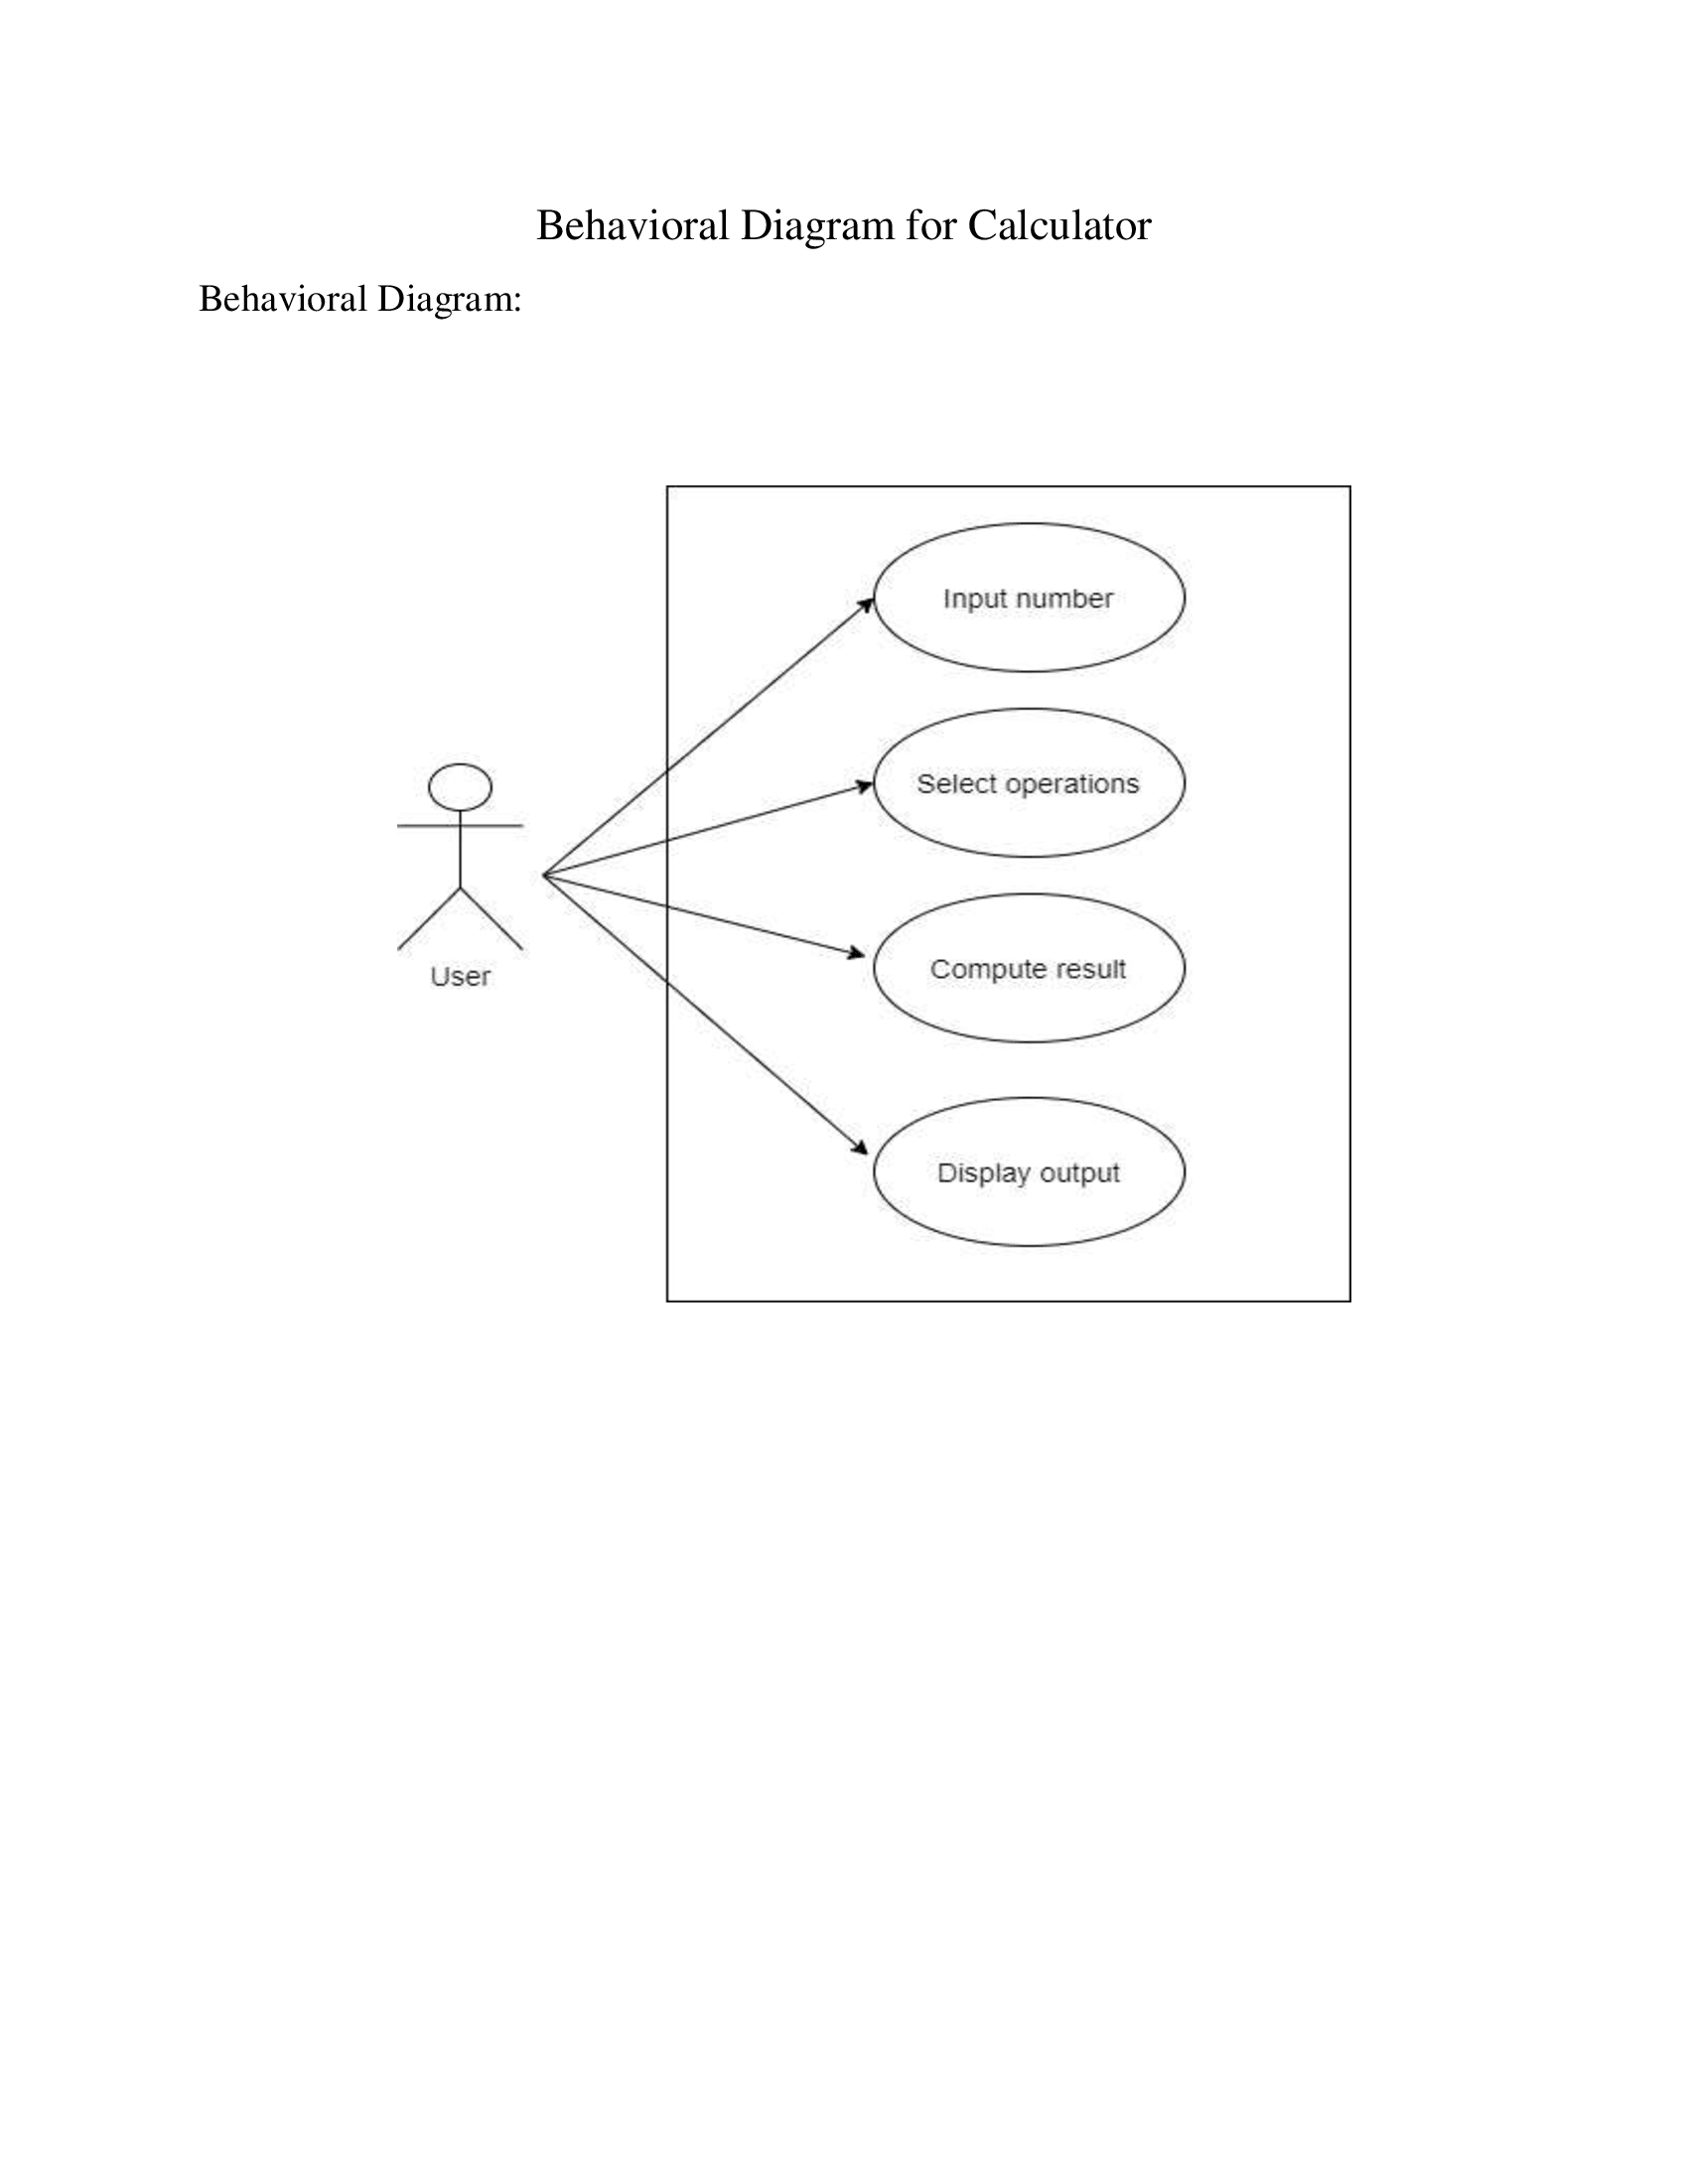 Behavioral Diagram for Calculator
Behavioral Diagram:
Input number
Select operations
User
Compute result
Display output